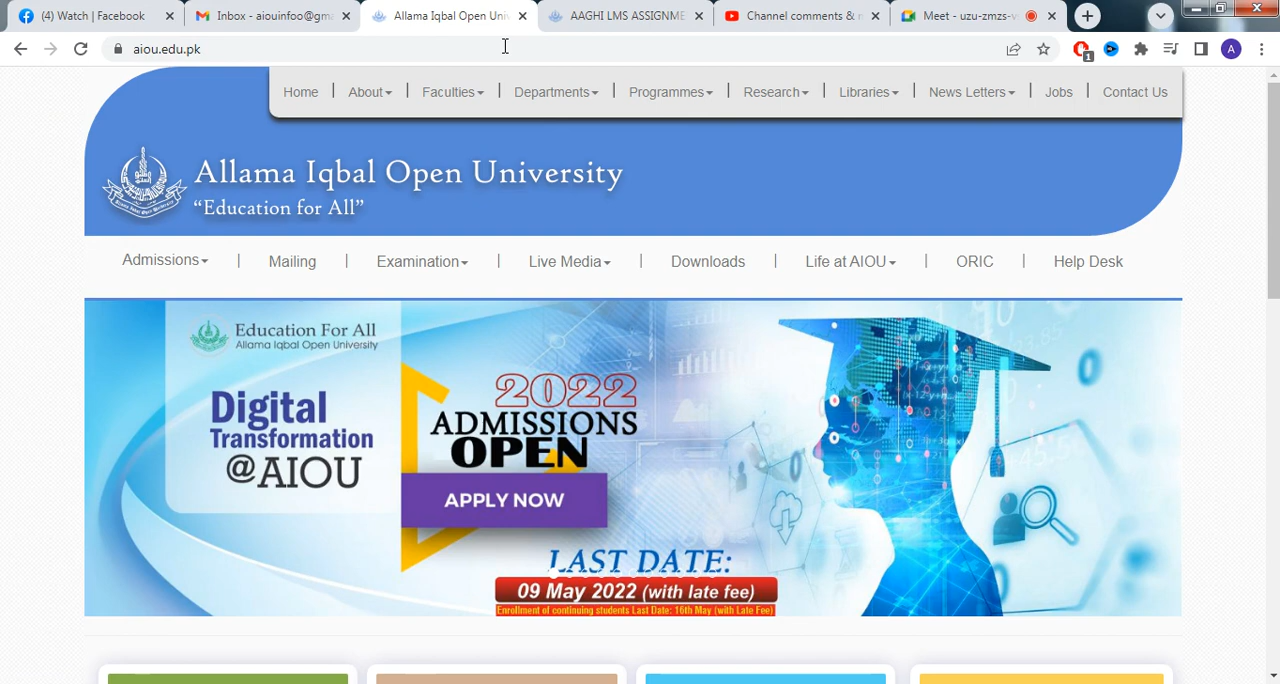 (4) Watch | Facebook
Inbox - aiouinfoo@gma
Allama Iqbal Open Univ
AAGHI LMS ASSIGNME
Channel comments & m
Meet - uzu-zmzs-v
aiou.edu.pk
1
A
Home | About | Faculties | Departments | Programmes | Research | Libraries | News Letters | Jobs | Contact Us
Allama Iqbal Open University
“Education for All”
Admissions | Mailing | Examination | Live Media | Downloads | Life at AIOU | ORIC | Help Desk
Education For All
Allama Iqbal Open University
Digital
Transformation
@AIOU
2022
ADMISSIONS
OPEN
APPLY NOW
LAST DATE:
09 May 2022 (with late fee)
Enrollment of continuing students Last Date: 16th May (with Late Fee)